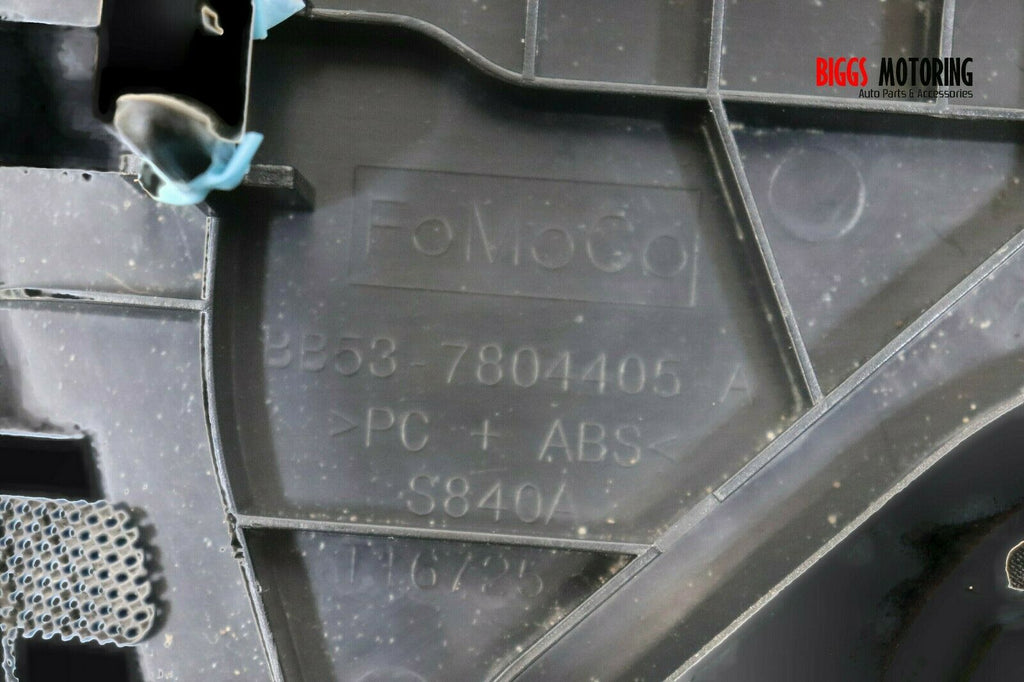 BIGGS MOTORING
Auto Parts & Accessories
FoMoCo
BB53-7804405 A
>PC + ABS<
S840A
116725